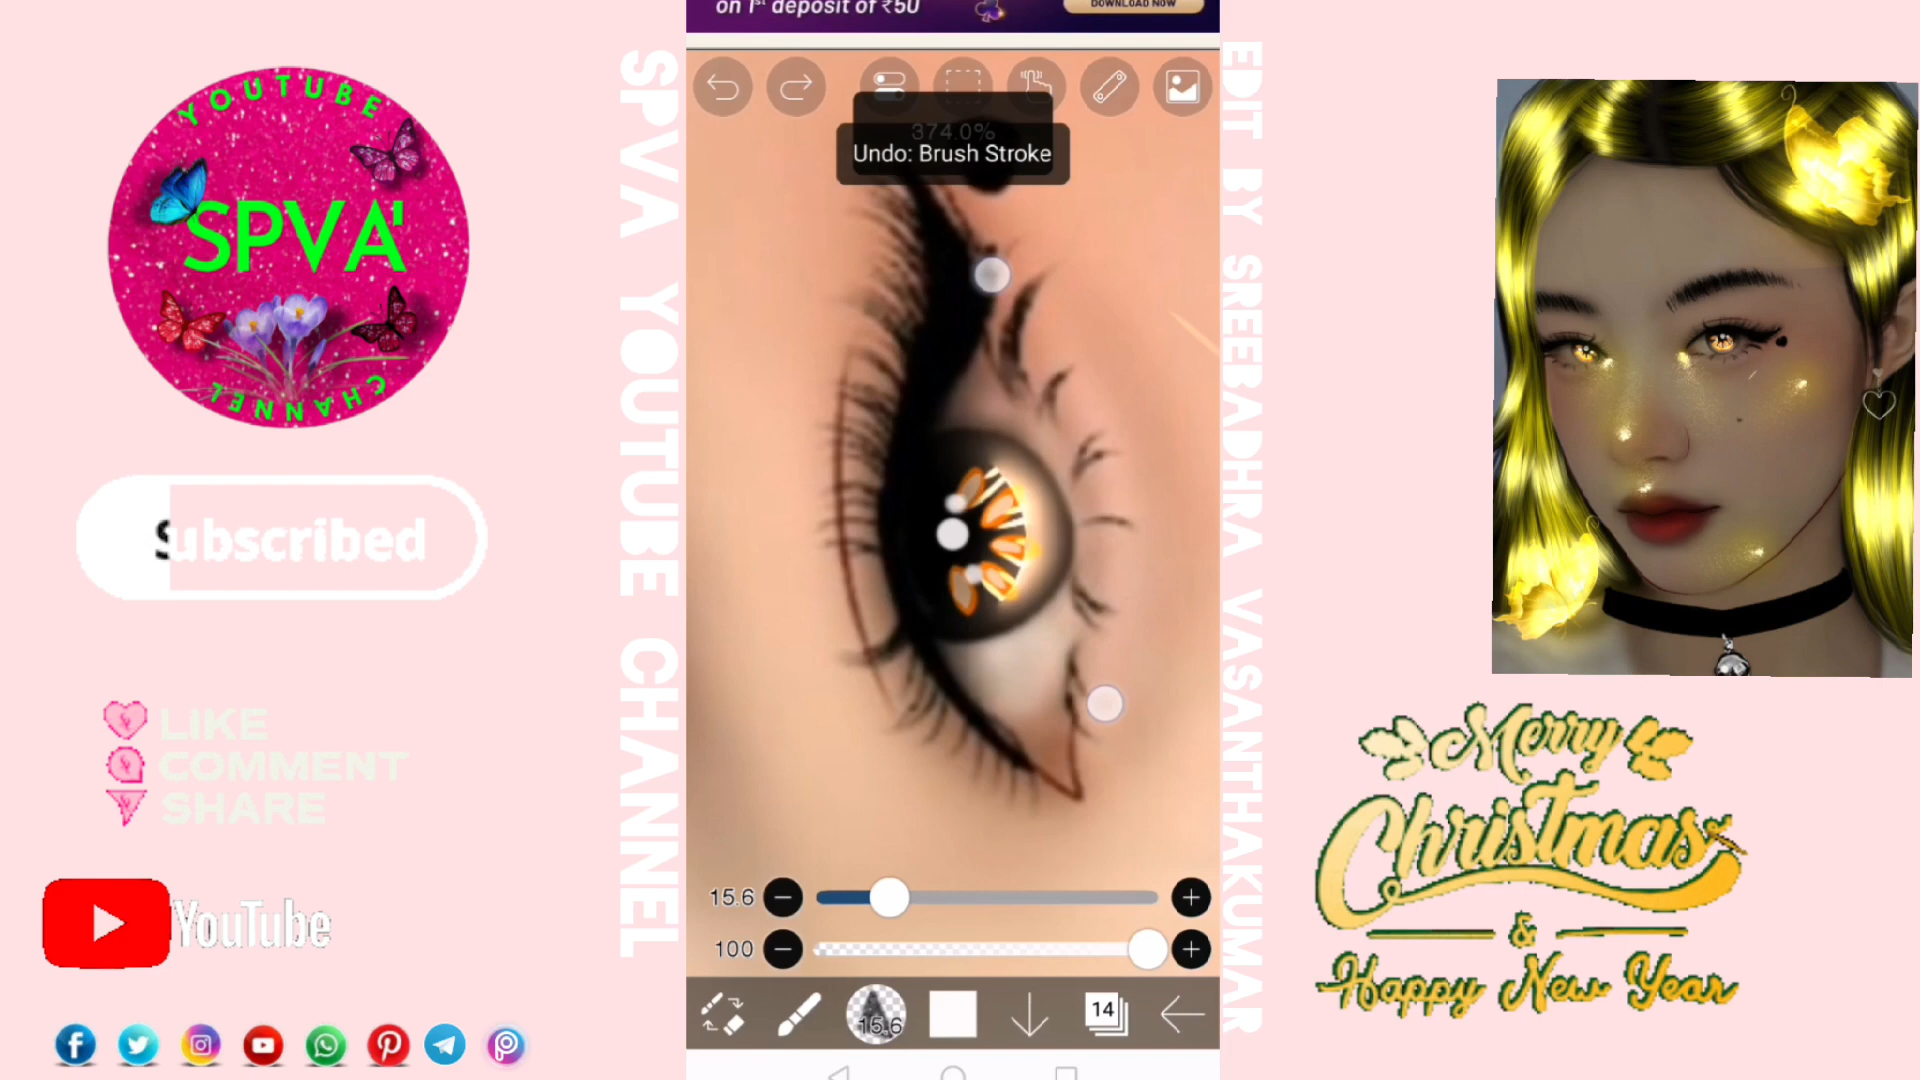 on 1st deposit of ₹50
DOWNLOAD NOW
YOUTUBE
SPVA'
CHANNEL
Subscribed
LIKE
COMMENT
SHARE
YouTube
SPVA YOUTUBE CHANNEL
374.0%
Undo: Brush Stroke
15.6
100
15.6
14
EDIT BY SREEBADHRA VASANTHAKUMAR
Merry
Christmas
&
Happy New Year